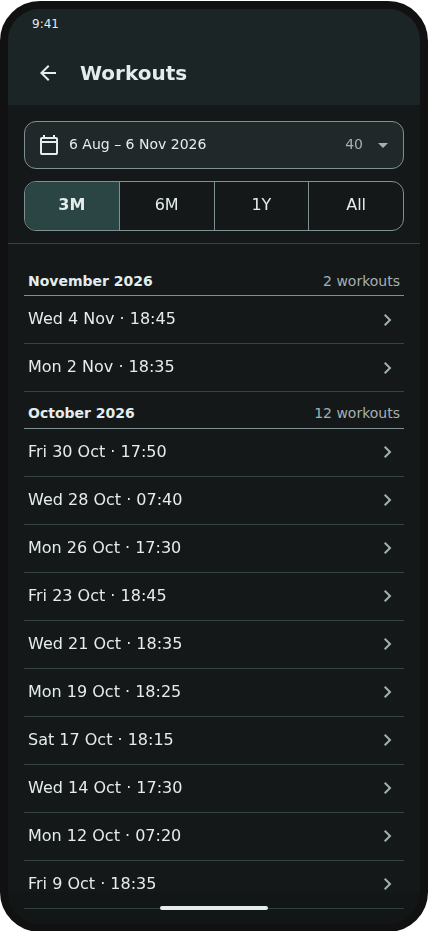 9:41
Workouts
6 Aug – 6 Nov 2026 40
3M 6M 1Y All
November 2026 2 workouts
Wed 4 Nov · 18:45
Mon 2 Nov · 18:35
October 2026 12 workouts
Fri 30 Oct · 17:50
Wed 28 Oct · 07:40
Mon 26 Oct · 17:30
Fri 23 Oct · 18:45
Wed 21 Oct · 18:35
Mon 19 Oct · 18:25
Sat 17 Oct · 18:15
Wed 14 Oct · 17:30
Mon 12 Oct · 07:20
Fri 9 Oct · 18:35